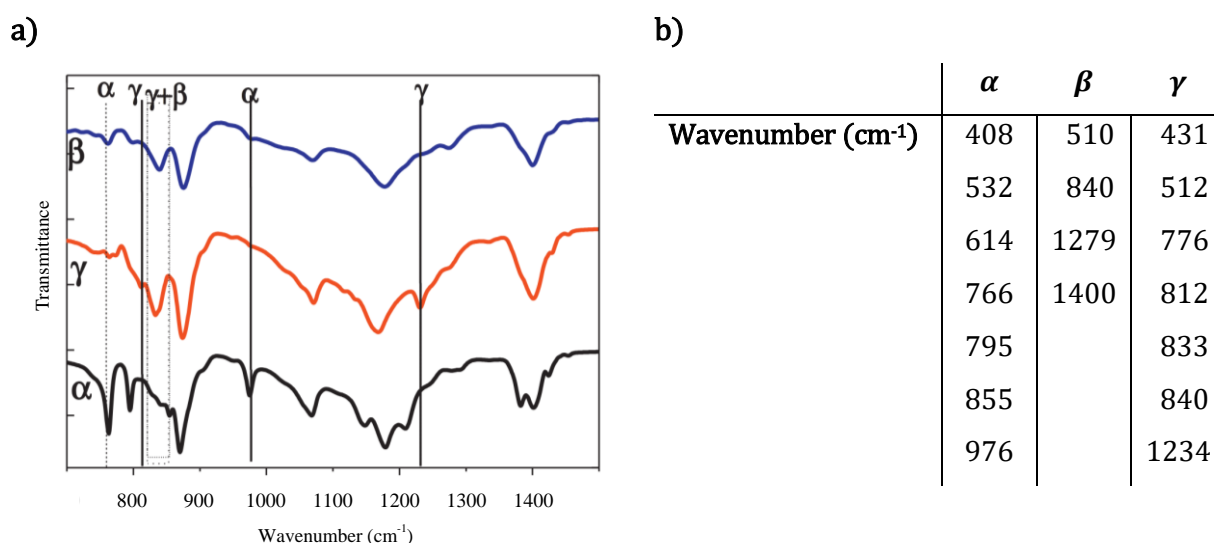 a)
α γ γ+β α γ
β
γ
α
Transmittance
800 900 1000 1100 1200 1300 1400
Wavenumber (cm-1)
b)
α β γ
Wavenumber (cm-1) 408 510 431
532 840 512
614 1279 776
766 1400 812
795 833
855 840
976 1234